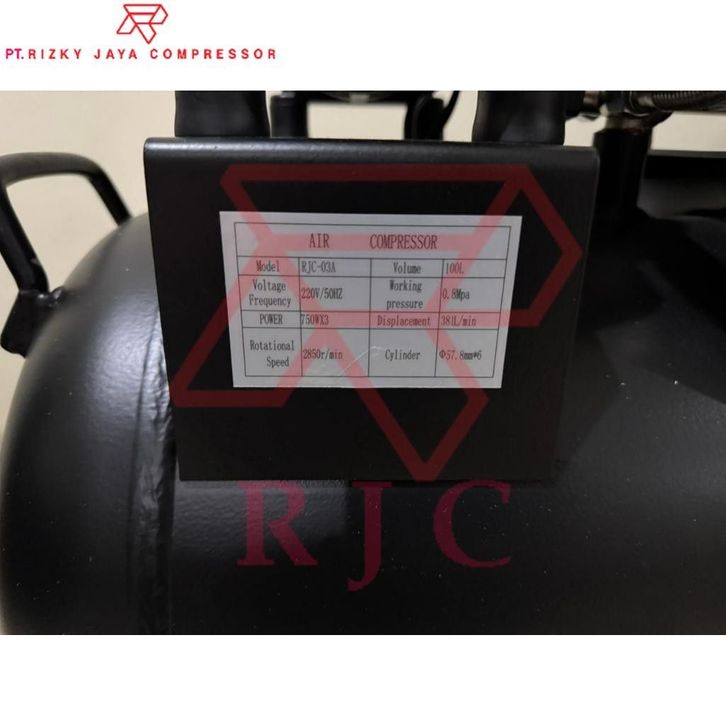 PT.RIZKY JAYA COMPRESSOR
AIR COMPRESSOR
Model RJC-03A Volume 100L
Voltage Frequency 220V/50HZ Working pressure 0.8Mpa
POWER 750WX3 Displacement 381L/min
Rotational Speed 2850r/min Cylinder Φ57.8mm*6
RJC